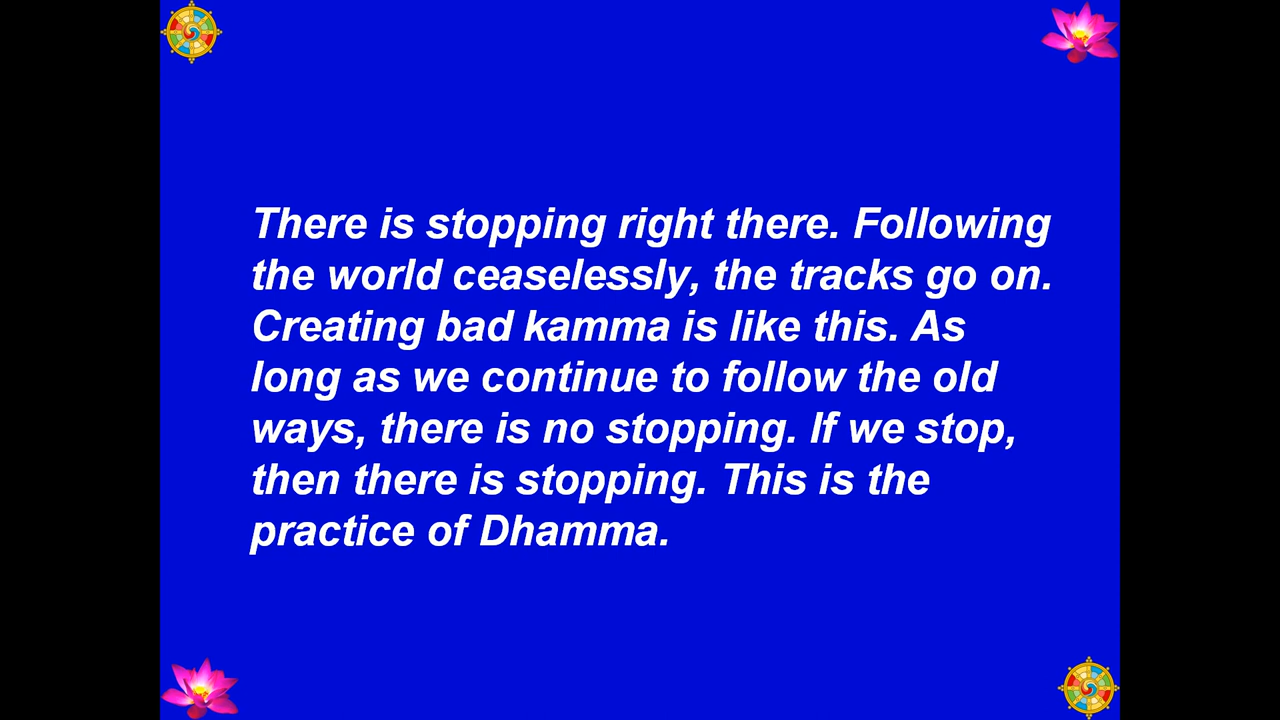 There is stopping right there. Following
the world ceaselessly, the tracks go on.
Creating bad kamma is like this. As
long as we continue to follow the old
ways, there is no stopping. If we stop,
then there is stopping. This is the
practice of Dhamma.